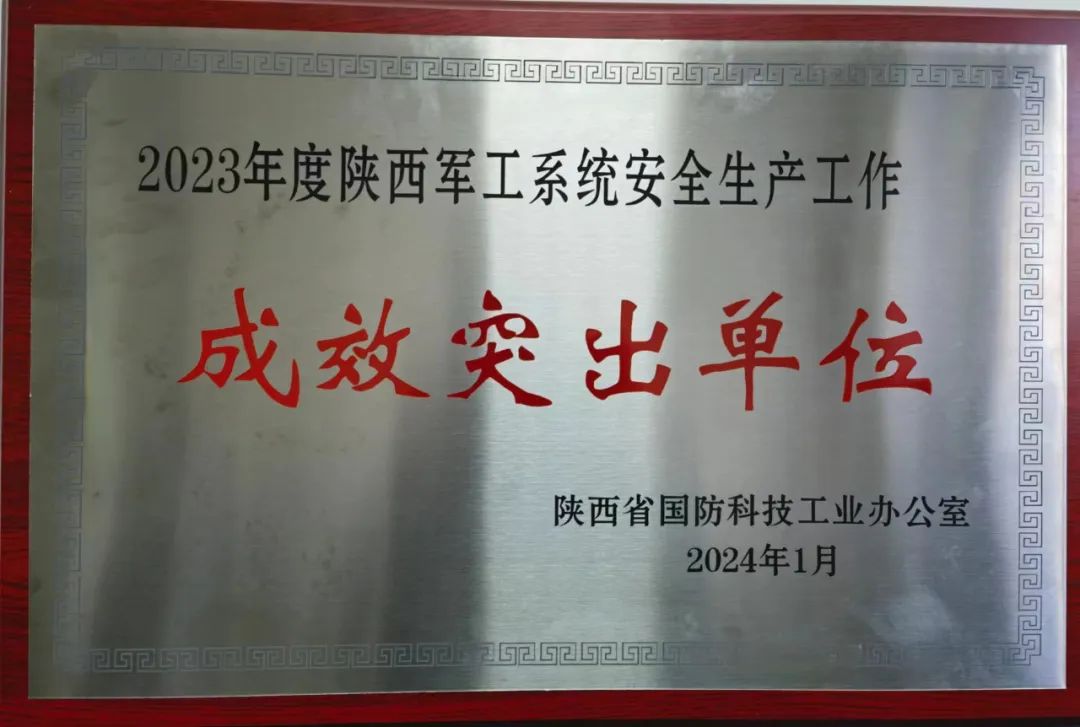 2023年度陕西军工系统安全生产工作
成效突出单位
陕西省国防科技工业办公室
2024年1月